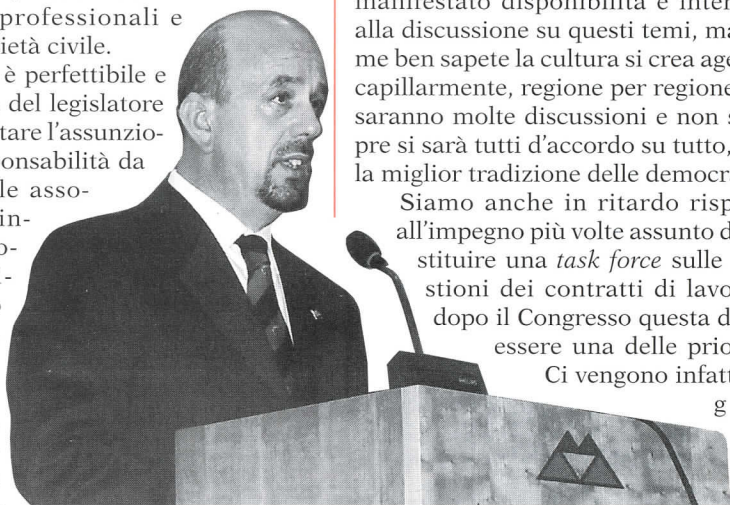 professionali e
ietà civile.
è perfettibile e
del legislatore
tare l'assunzio-
onsabilità da
le asso-
in-
o-
manifestato disponibilità e inter
alla discussione su questi temi, ma
me ben sapete la cultura si crea age
capillarmente, regione per regione
saranno molte discussioni e non s
pre si sarà tutti d'accordo su tutto,
la miglior tradizione delle democr
Siamo anche in ritardo risp
all'impegno più volte assunto d
stituire una task force sulle
stioni dei contratti di lavo
dopo il Congresso questa d
essere una delle prio
Ci vengono infatt
g